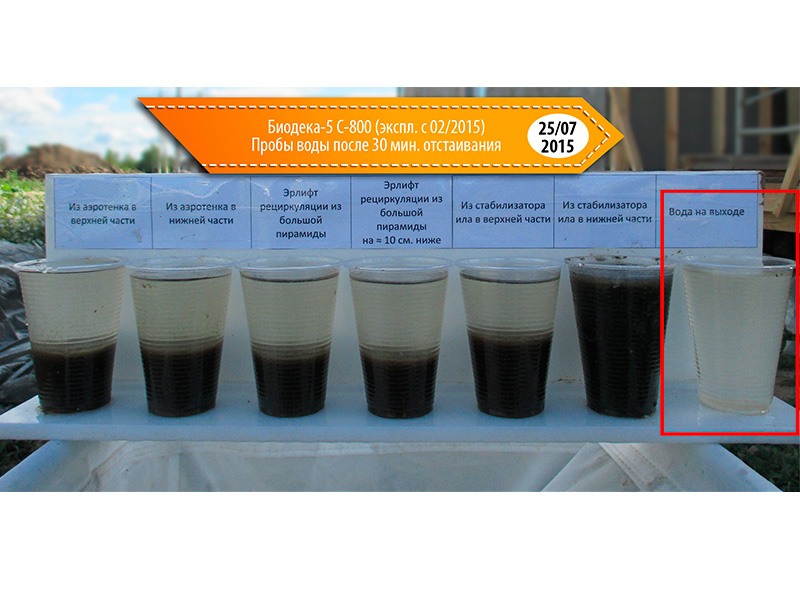 Биодека-5 С-800 (экспл. с 02/2015)
Пробы воды после 30 мин. отстаивания
25/07
2015
Из аэротенка в
верхней части
Из аэротенка в
нижней части
Эрлифт
рециркуляции из
большой
пирамиды
Эрлифт
рециркуляции из
большой
пирамиды
на ≈ 10 см. ниже
Из стабилизатора
ила в верхней части
Из стабилизатора
ила в нижней части
Вода на выходе